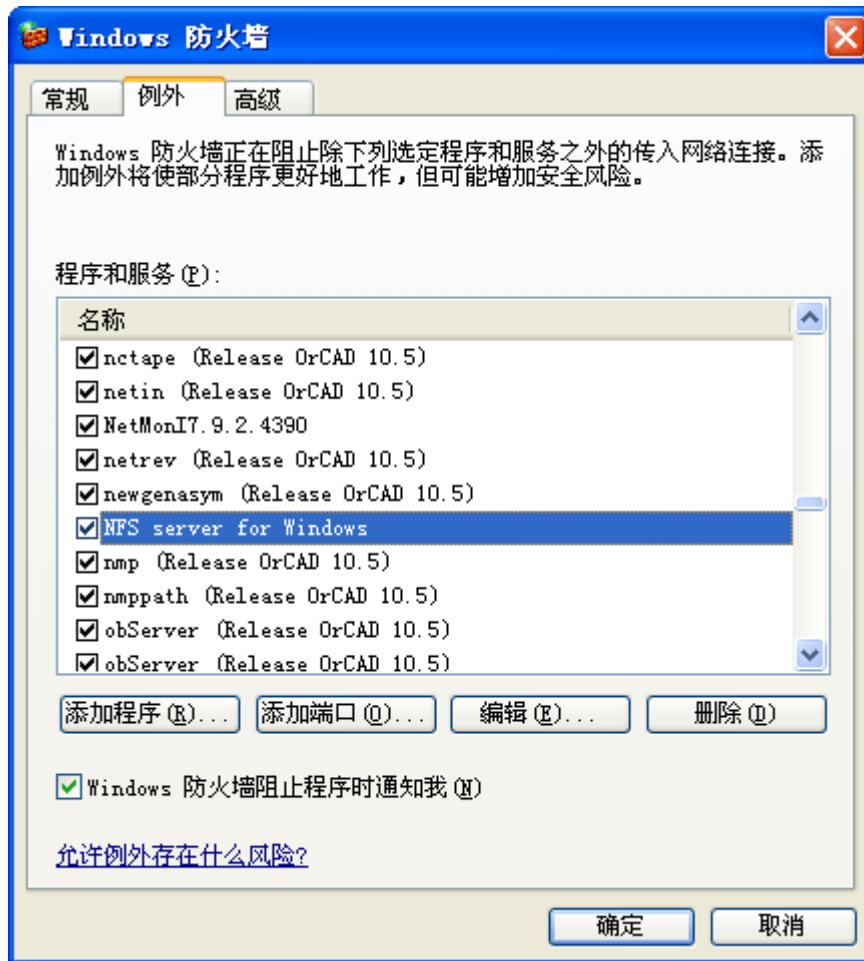 Windows 防火墙
常规
例外
高级
Windows 防火墙正在阻止除下列选定程序和服务之外的传入网络连接。添
加例外将使部分程序更好地工作，但可能增加安全风险。
程序和服务(P):
名称
nctape (Release OrCAD 10.5)
netin (Release OrCAD 10.5)
NetMonI7.9.2.4390
netrev (Release OrCAD 10.5)
newgenasym (Release OrCAD 10.5)
NFS server for Windows
nmp (Release OrCAD 10.5)
nmppath (Release OrCAD 10.5)
obServer (Release OrCAD 10.5)
obServer (Release OrCAD 10.5)
添加程序(R)...
添加端口(O)...
编辑(E)...
删除(D)
Windows 防火墙阻止程序时通知我(N)
允许例外存在什么风险?
确定
取消